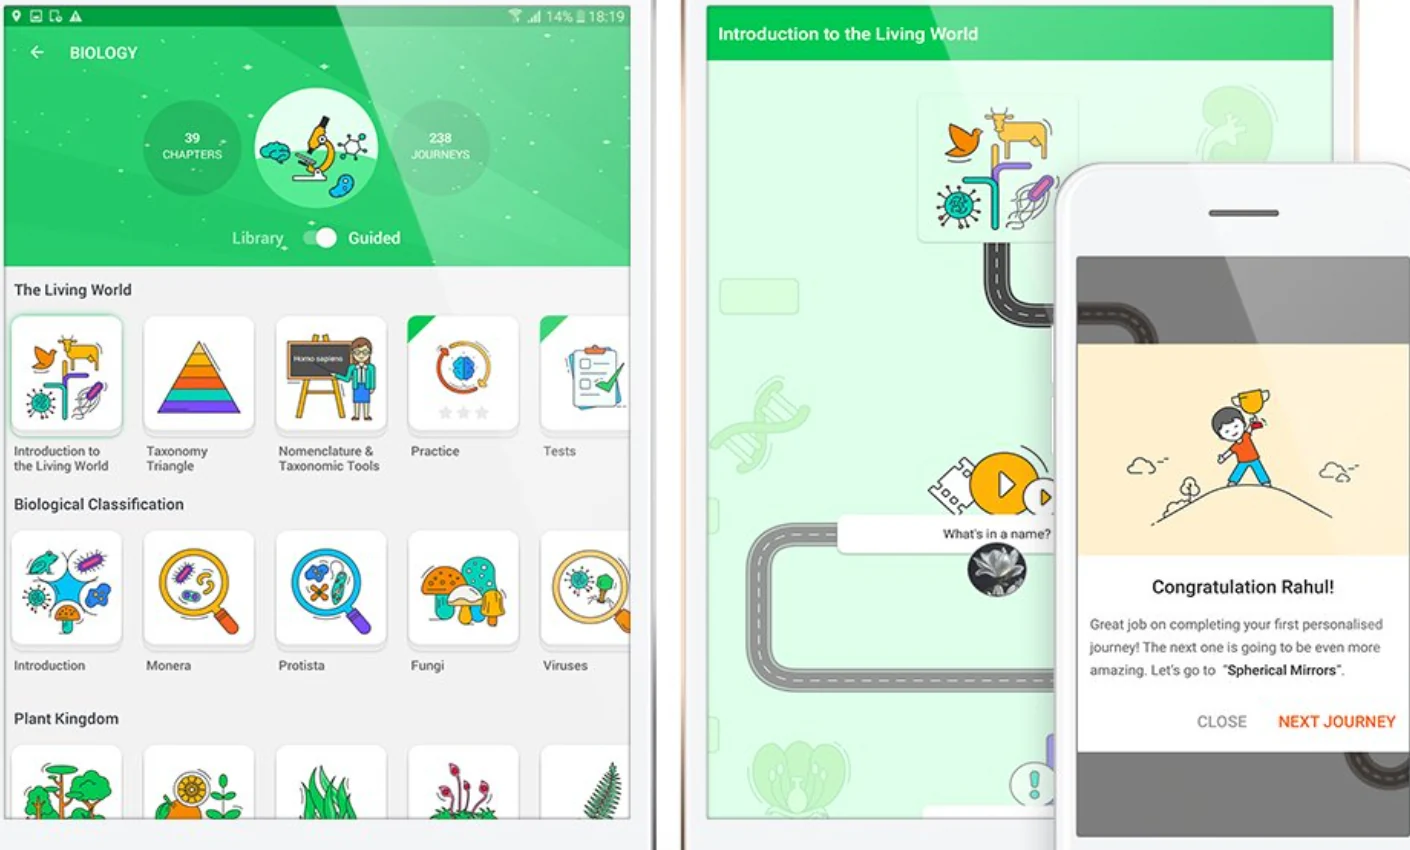 14% 18:19
BIOLOGY
39
CHAPTERS
238
JOURNEYS
Library
Guided
The Living World
Homo sapiens
Introduction to
the Living World
Taxonomy
Triangle
Nomenclature &
Taxonomic Tools
Practice
Tests
Biological Classification
Introduction
Monera
Protista
Fungi
Viruses
Plant Kingdom
Introduction to the Living World
What's in a name?
Congratulation Rahul!
Great job on completing your first personalised
journey! The next one is going to be even more
amazing. Let's go to "Spherical Mirrors".
CLOSE
NEXT JOURNEY